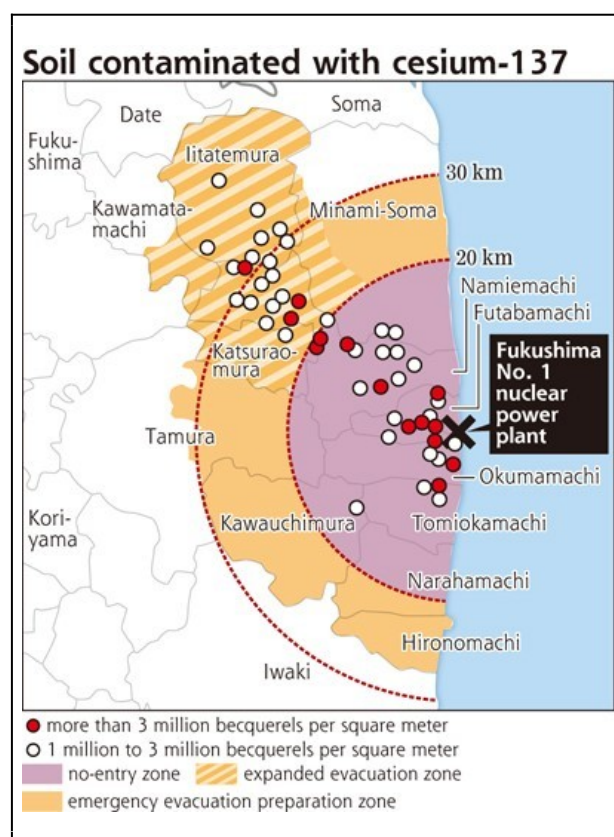 Soil contaminated with cesium-137
Soma
Date
Fuku-
shima
Iitatemura
30 km
Kawamata-
machi
Minami-Soma
20 km
Namiemachi
Futabamachi
Fukushima
No. 1
nuclear
power
plant
Katsurao-
mura
Tamura
Okumamachi
Kori-
yama
Kawauchimura
Tomiokamachi
Narahamachi
Hironomachi
Iwaki
more than 3 million becquerels per square meter
1 million to 3 million becquerels per square meter
no-entry zone expanded evacuation zone
emergency evacuation preparation zone